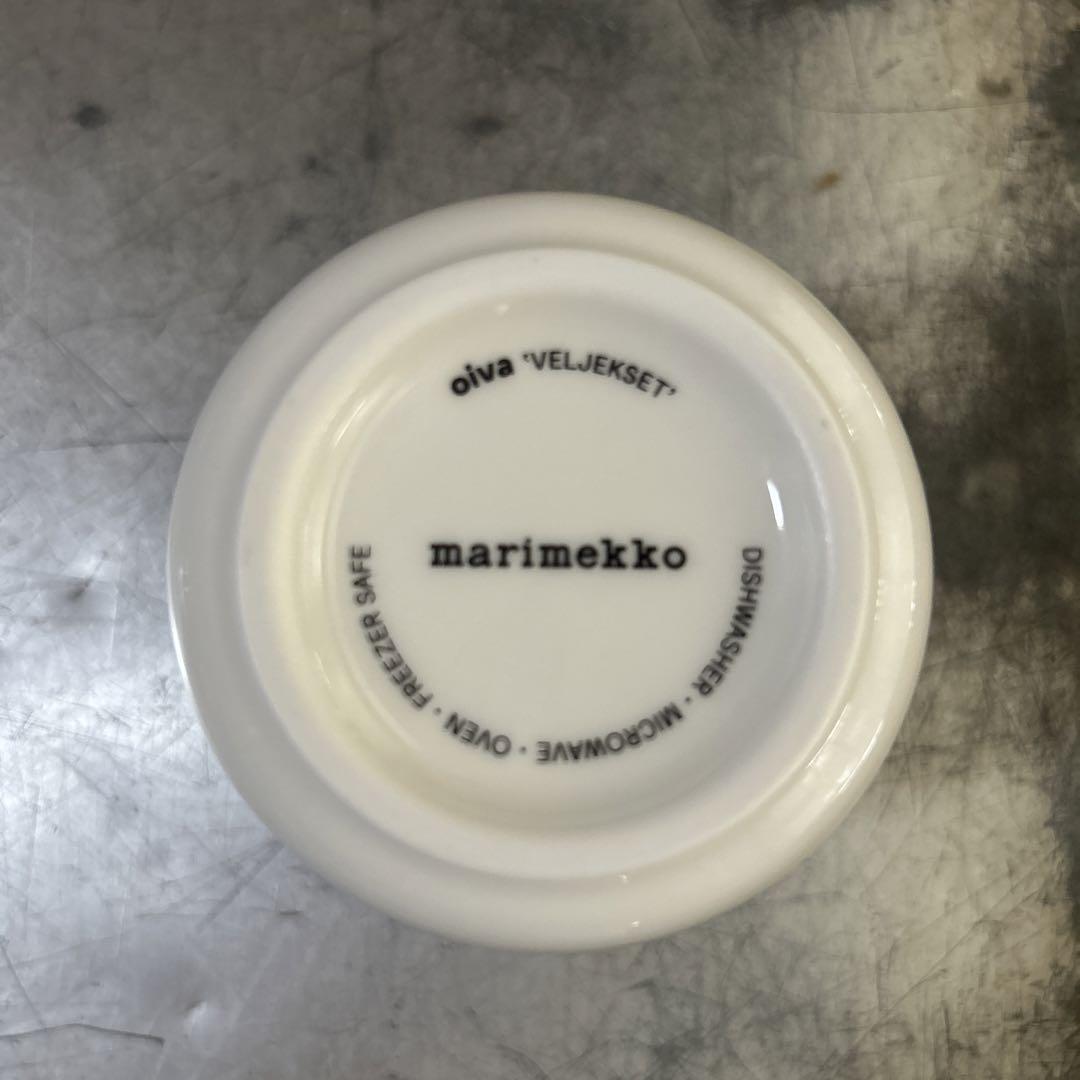 oiva 'VELJEKSET'
marimekko
DISHWASHER · MICROWAVE · OVEN · FREEZER SAFE